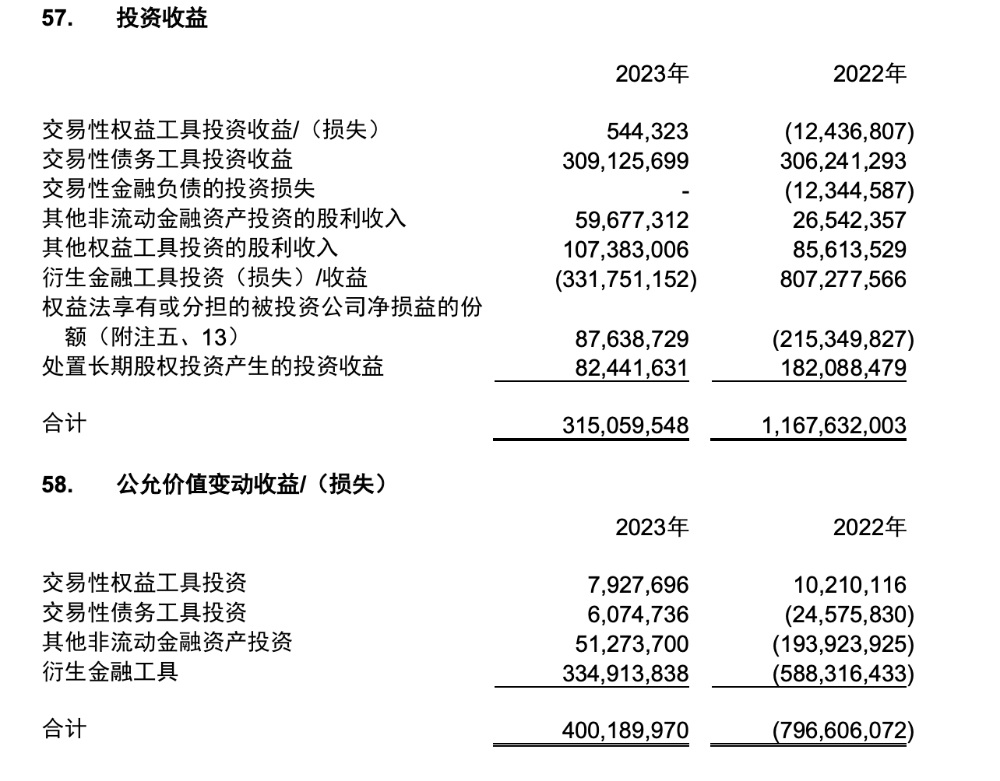 57. 投资收益
2023年 2022年
交易性权益工具投资收益/（损失） 544,323 (12,436,807)
交易性债务工具投资收益 309,125,699 306,241,293
交易性金融负债的投资损失 - (12,344,587)
其他非流动金融资产投资的股利收入 59,677,312 26,542,357
其他权益工具投资的股利收入 107,383,006 85,613,529
衍生金融工具投资（损失）/收益 (331,751,152) 807,277,566
权益法享有或分担的被投资公司净损益的份
额（附注五、13） 87,638,729 (215,349,827)
处置长期股权投资产生的投资收益 82,441,631 182,088,479
合计 315,059,548 1,167,632,003
58. 公允价值变动收益/（损失）
2023年 2022年
交易性权益工具投资 7,927,696 10,210,116
交易性债务工具投资 6,074,736 (24,575,830)
其他非流动金融资产投资 51,273,700 (193,923,925)
衍生金融工具 334,913,838 (588,316,433)
合计 400,189,970 (796,606,072)